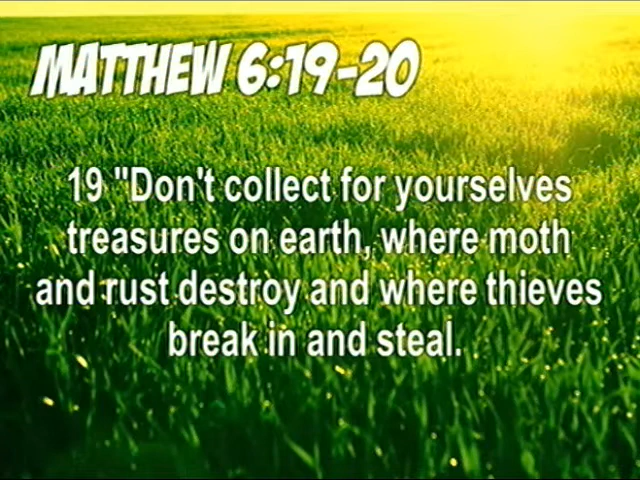 MATTHEW 6:19-20
19 "Don't collect for yourselves
treasures on earth, where moth
and rust destroy and where thieves
break in and steal.